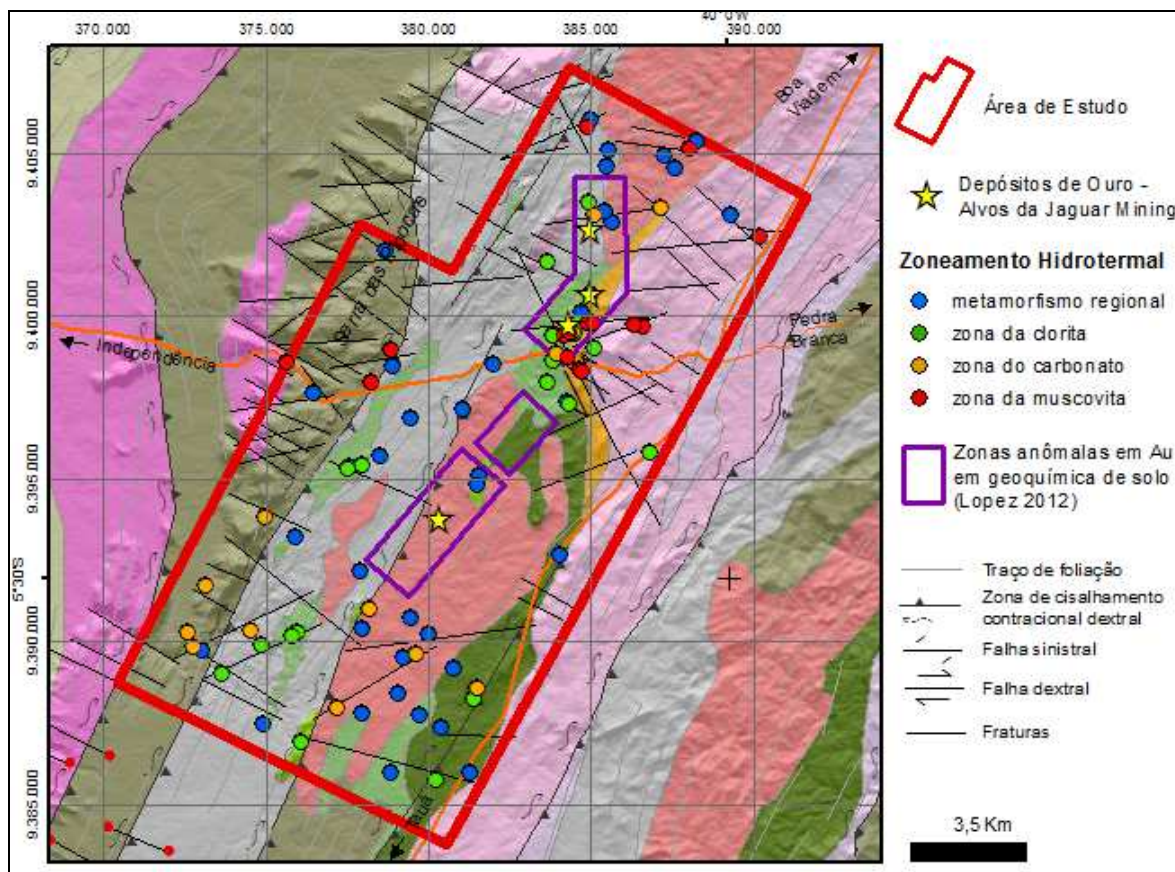 370.000 375.000 380.000 385.000 40°W 390.000
9.405.000
9.400.000
9.395.000
5°30S
9.390.000
9.385.000
Boa
Viagem
Serra das
Pedra
Branca
Independência
Tauá
Área de Estudo
Depósitos de Ouro -
Alvos da Jaguar Mining
Zoneamento Hidrotermal
metamorfismo regional
zona da clorita
zona do carbonato
zona da muscovita
Zonas anômalas em Au
em geoquímica de solo
(Lopez 2012)
Traço de foliação
Zona de cisalhamento
contracional dextral
Falha sinistral
Falha dextral
Fraturas
3,5 Km